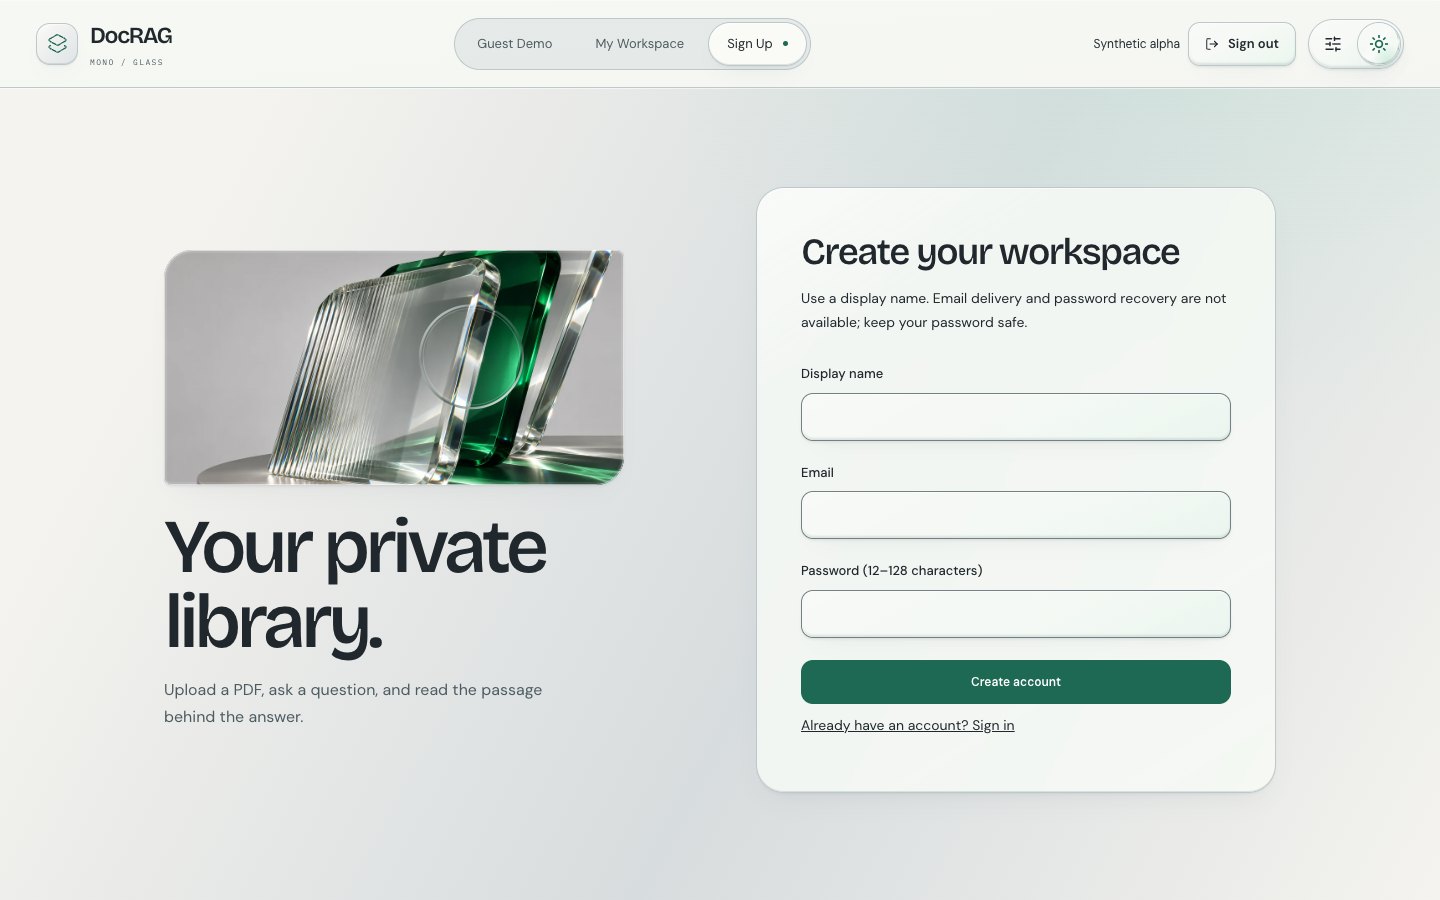 DocRAG
MONO / GLASS
Guest Demo
My Workspace
Sign Up
Synthetic alpha
Sign out
Your private
library.
Upload a PDF, ask a question, and read the passage
behind the answer.
Create your workspace
Use a display name. Email delivery and password recovery are not
available; keep your password safe.
Display name
Email
Password (12–128 characters)
Create account
Already have an account? Sign in